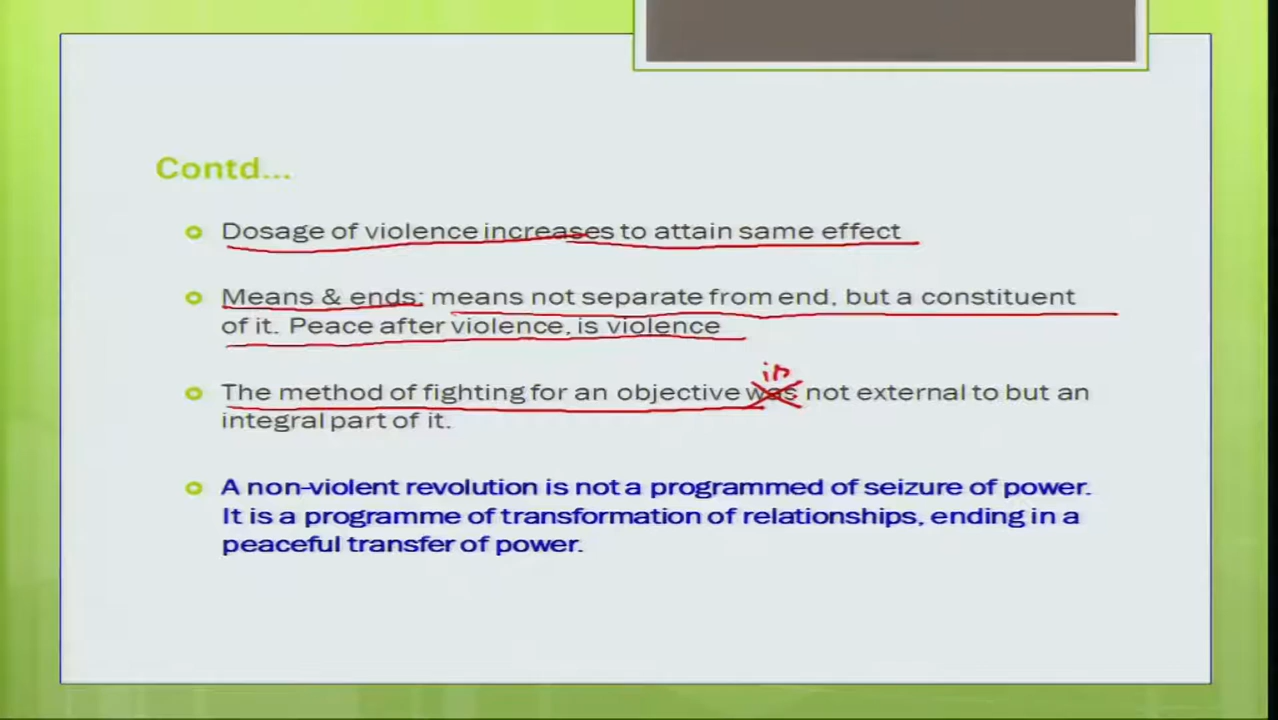 Contd...
Dosage of violence increases to attain same effect
Means & ends; means not separate from end, but a constituent
of it. Peace after violence, is violence
is
The method of fighting for an objective was not external to but an
integral part of it.
A non-violent revolution is not a programmed of seizure of power.
It is a programme of transformation of relationships, ending in a
peaceful transfer of power.